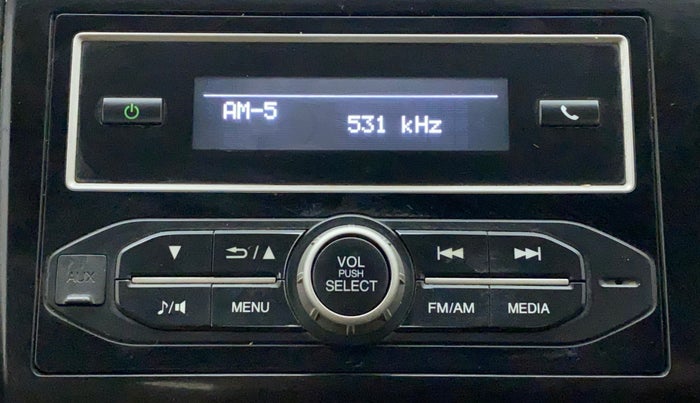 AM-5
531 kHz
VOL
PUSH
SELECT
AUX
MENU
FM/AM
MEDIA